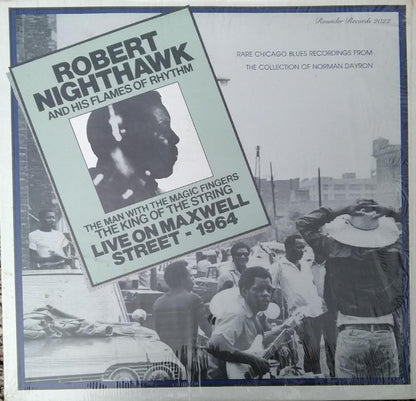 Rounder Records 2022
RARE CHICAGO BLUES RECORDINGS FROM
THE COLLECTION OF NORMAN DAYRON
ROBERT
NIGHTHAWK
AND HIS FLAMES OF RHYTHM
THE MAN WITH THE MAGIC FINGERS
THE KING OF THE STRING
LIVE ON MAXWELL
STREET - 1964